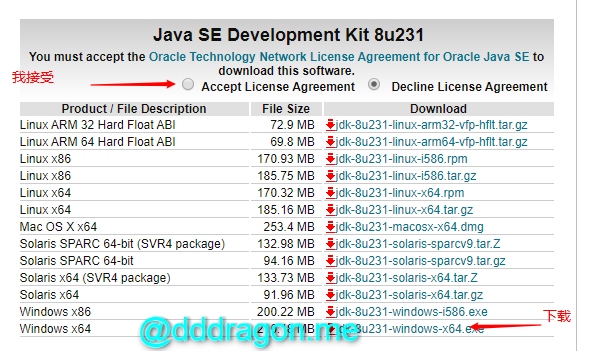 Java SE Development Kit 8u231
You must accept the Oracle Technology Network License Agreement for Oracle Java SE to
download this software.
我接受
Accept License Agreement Decline License Agreement
Product / File Description File Size Download
Linux ARM 32 Hard Float ABI 72.9 MB jdk-8u231-linux-arm32-vfp-hflt.tar.gz
Linux ARM 64 Hard Float ABI 69.8 MB jdk-8u231-linux-arm64-vfp-hflt.tar.gz
Linux x86 170.93 MB jdk-8u231-linux-i586.rpm
Linux x86 185.75 MB jdk-8u231-linux-i586.tar.gz
Linux x64 170.32 MB jdk-8u231-linux-x64.rpm
Linux x64 185.16 MB jdk-8u231-linux-x64.tar.gz
Mac OS X x64 253.4 MB jdk-8u231-macosx-x64.dmg
Solaris SPARC 64-bit (SVR4 package) 132.98 MB jdk-8u231-solaris-sparcv9.tar.Z
Solaris SPARC 64-bit 94.16 MB jdk-8u231-solaris-sparcv9.tar.gz
Solaris x64 (SVR4 package) 133.73 MB jdk-8u231-solaris-x64.tar.Z
Solaris x64 91.96 MB jdk-8u231-solaris-x64.tar.gz
Windows x86 200.22 MB jdk-8u231-windows-i586.exe
下载
Windows x64 MB jdk-8u231-windows-x64.exe
@dddragon.me